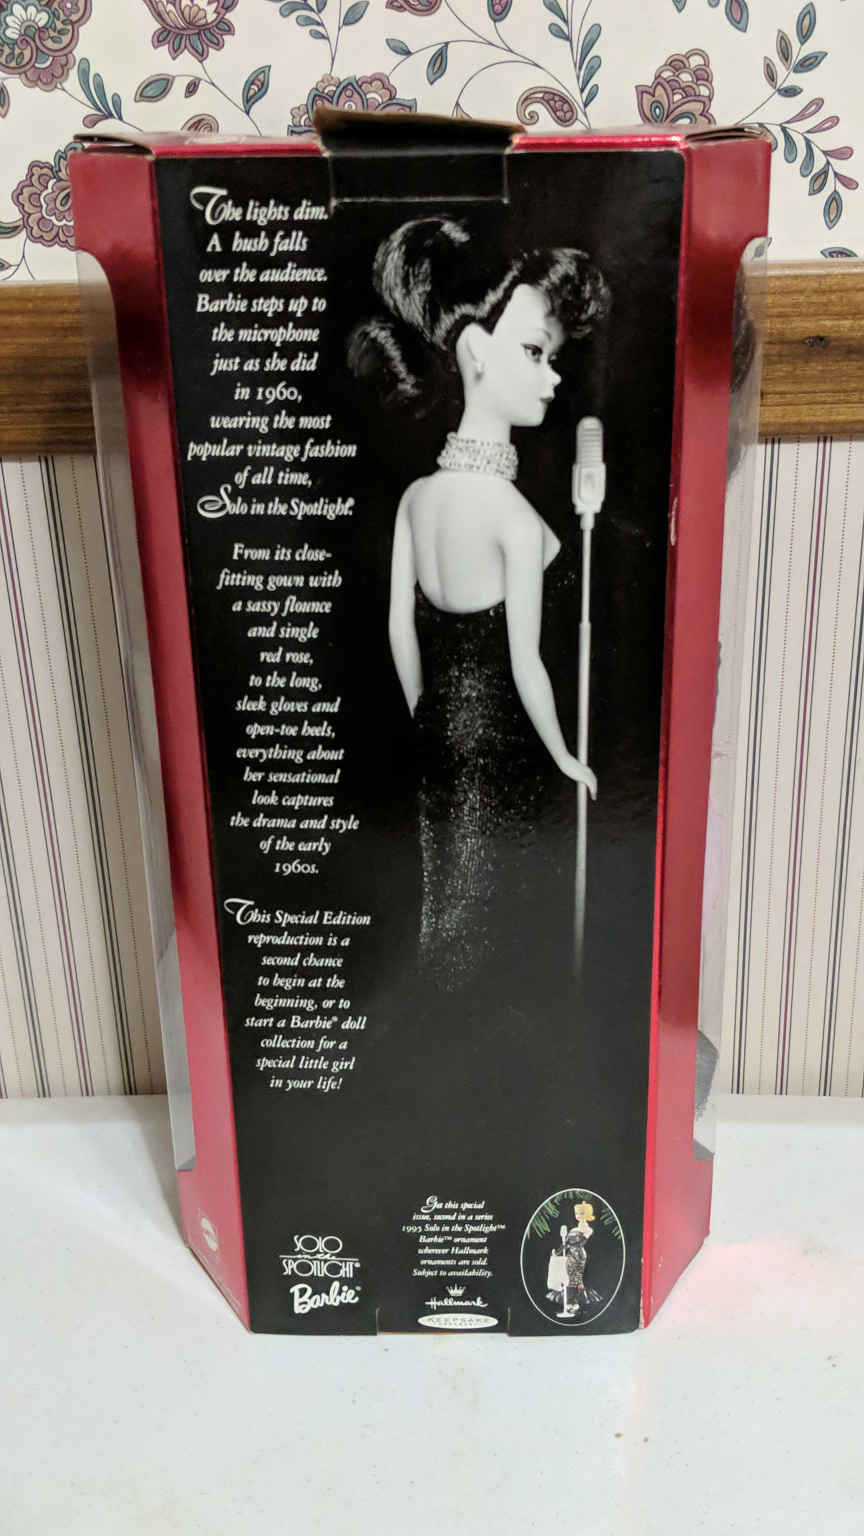 The lights dim.
A hush falls
over the audience.
Barbie steps up to
the microphone
just as she did
in 1960,
wearing the most
popular vintage fashion
of all time,
Solo in the Spotlight®.
From its close-
fitting gown with
a sassy flounce
and single
red rose,
to the long,
sleek gloves and
open-toe heels,
everything about
her sensational
look captures
the drama and style
of the early
1960s.
This Special Edition
reproduction is a
second chance
to begin at the
beginning, or to
start a Barbie® doll
collection for a
special little girl
in your life!
SOLO
in the
SPOTLIGHT®
Barbie®
Get this special
issue, second in a series
1995 Solo in the Spotlight™
Barbie™ ornament
wherever Hallmark
ornaments are sold.
Subject to availability.
Hallmark
KEEPSAKE